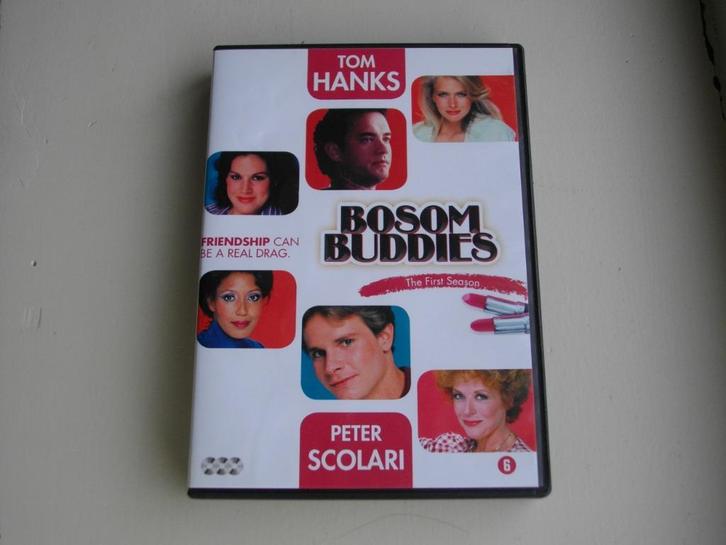 TOM
HANKS
BOSOM
BUDDIES
The First Season
FRIENDSHIP CAN
BE A REAL DRAG.
PETER
SCOLARI
6